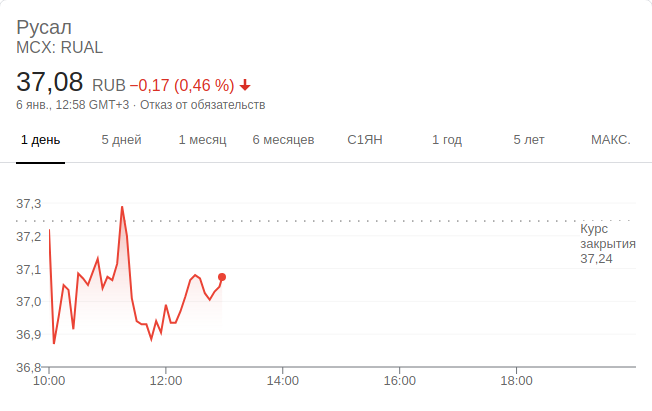 Русал
MCX: RUAL
37,08 RUB −0,17 (0,46 %)
6 янв., 12:58 GMT+3 · Отказ от обязательств
1 день 5 дней 1 месяц 6 месяцев С1ЯН 1 год 5 лет МАКС.
37,3
37,2
37,1
37,0
36,9
36,8
Курс
закрытия
37,24
10:00 12:00 14:00 16:00 18:00